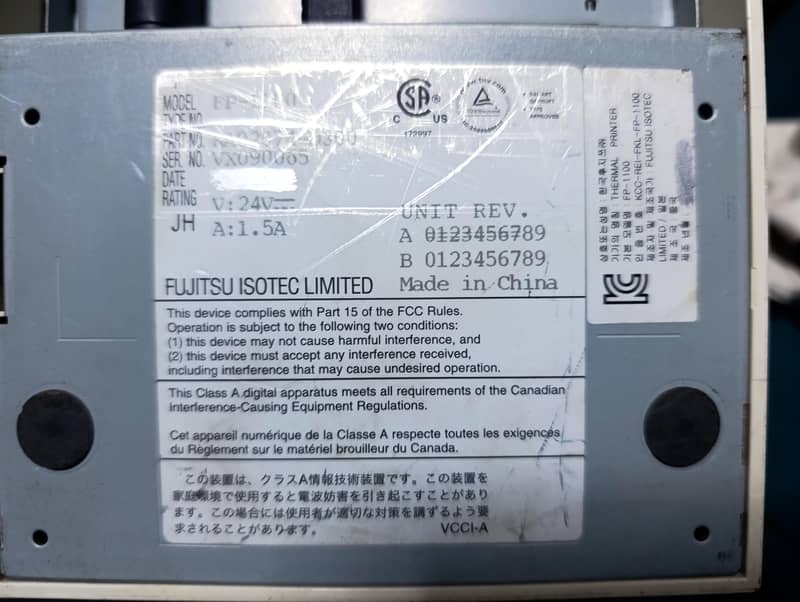 MODEL FP-1100
TYPE NO.
PART NO.
SER. NO. VX090065
DATE
RATING V:24V
JH A:1.5A
FUJITSU ISOTEC LIMITED
SA®
C US
179997
UNIT REV.
A 0123456789
B 0123456789
Made in China
This device complies with Part 15 of the FCC Rules.
Operation is subject to the following two conditions:
(1) this device may not cause harmful interference, and
(2) this device must accept any interference received,
including interference that may cause undesired operation.
This Class A digital apparatus meets all requirements of the Canadian
Interference-Causing Equipment Regulations.
Cet appareil numérique de la Classe A respecte toutes les exigences
du Règlement sur le matériel brouilleur du Canada.
この装置は、クラスA情報技術装置です。この装置を
家庭環境で使用すると電波妨害を引き起こすことがあり
ます。この場合には使用者が適切な対策を講ずるよう要
求されることがあります。
VCCI-A
THERMAL PRINTER
FP-1100
KCC-REI-FKL-FP-1100
FUJITSU ISOTEC
LIMITED /